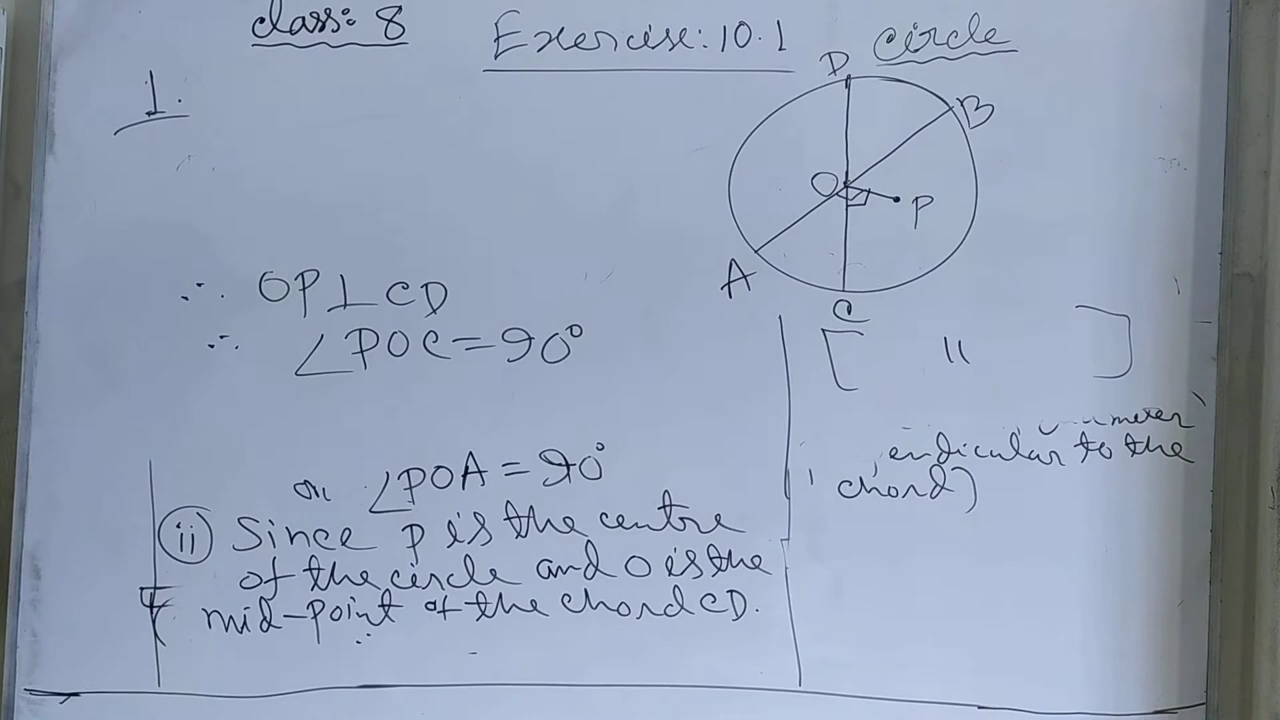 class: 8
Exercise: 10.1
circle
1.
D
B
O
P
A
C
∴ OP⊥CD
∴ ∠POC=90°
[ " ]
to the
chord)
or ∠POA=90°
(ii) Since P is the centre
of the circle and O is the
mid-point of the chord CD.